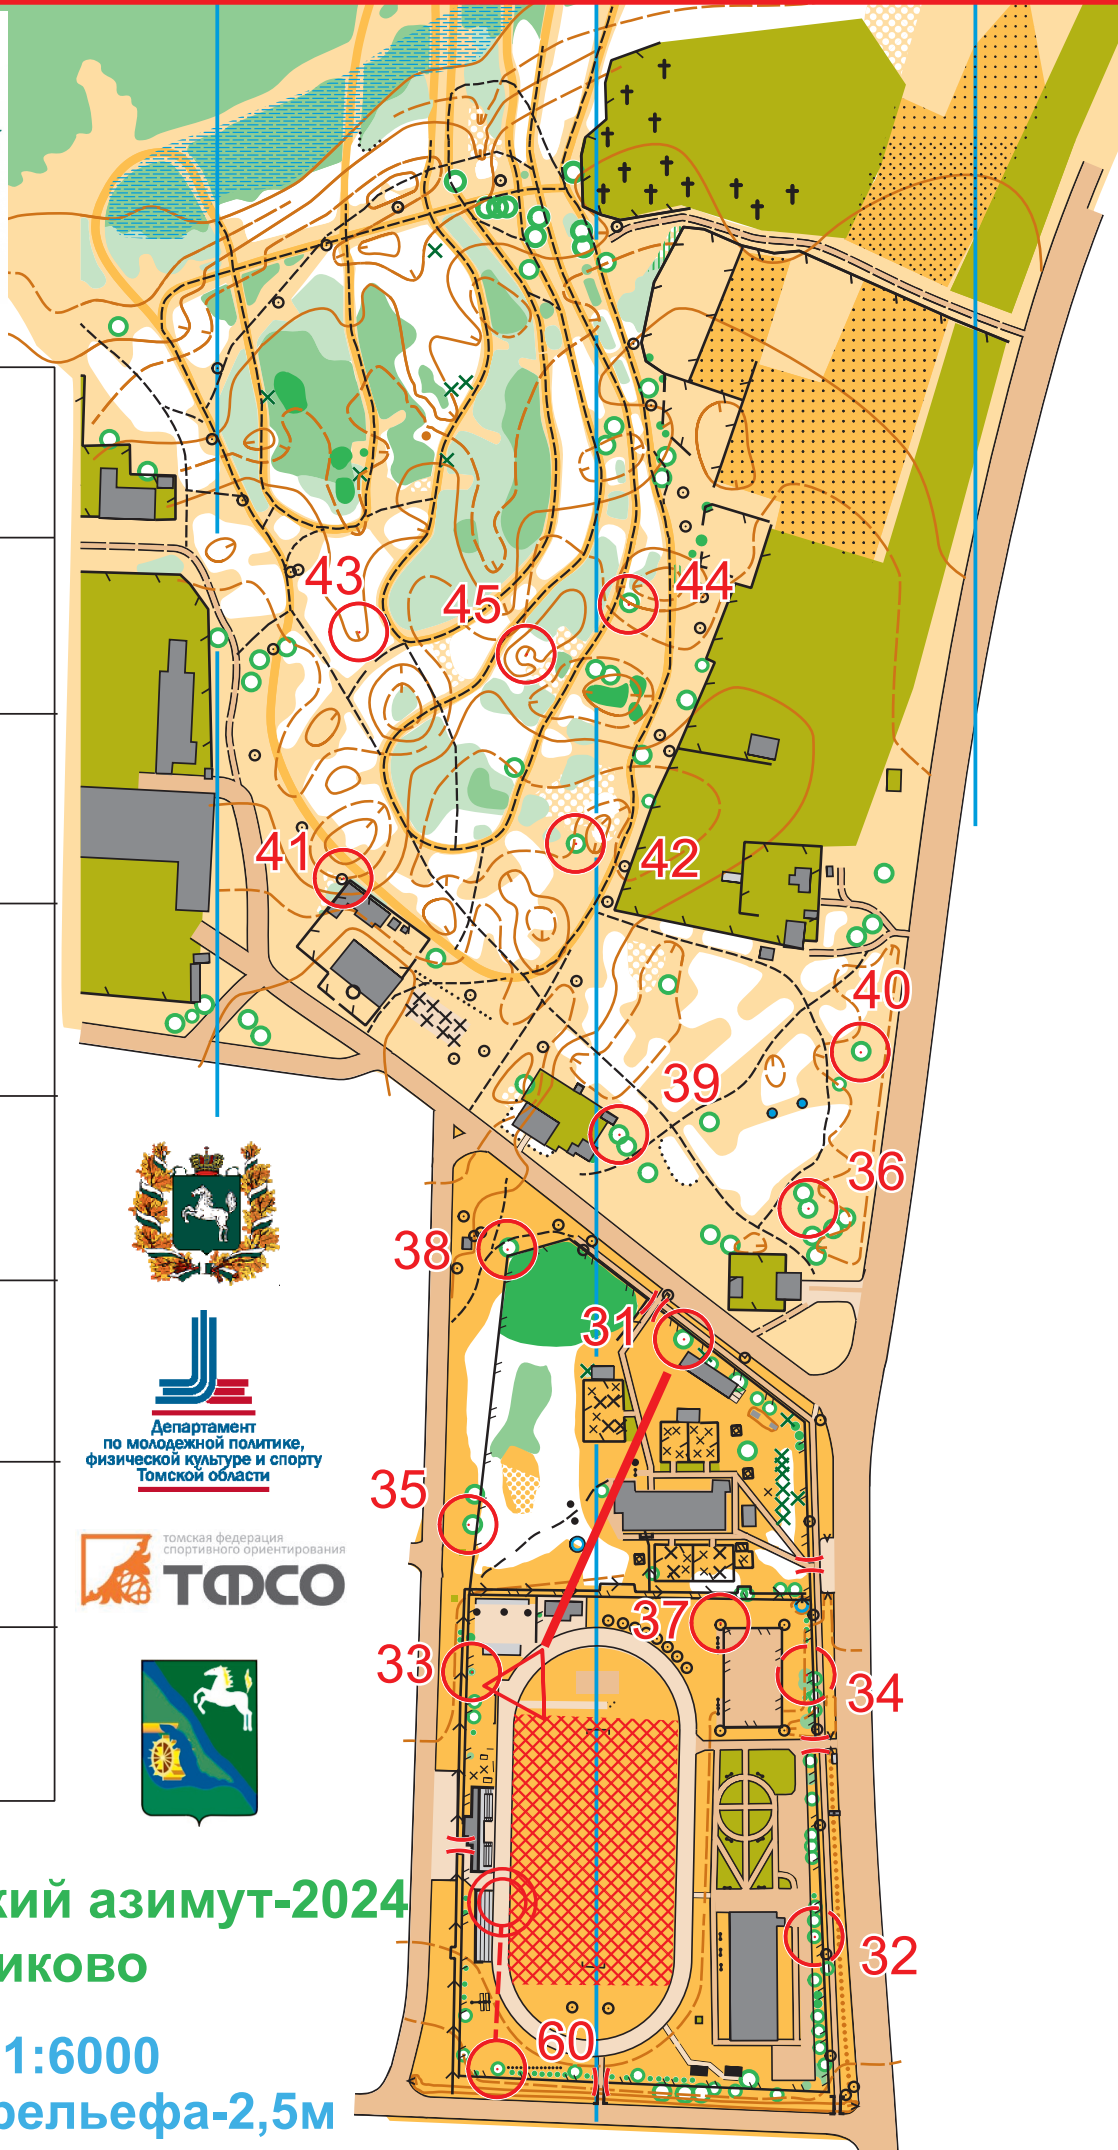 43
45
44
41
42
40
39
36
38
31
35
37
33
34
32
60
Департамент
по молодежной политике,
физической культуре и спорту
Томской области
томская федерация
спортивного ориентирования
ТФСО
кий азимут-2024
иково
1:6000
рельефа-2,5м